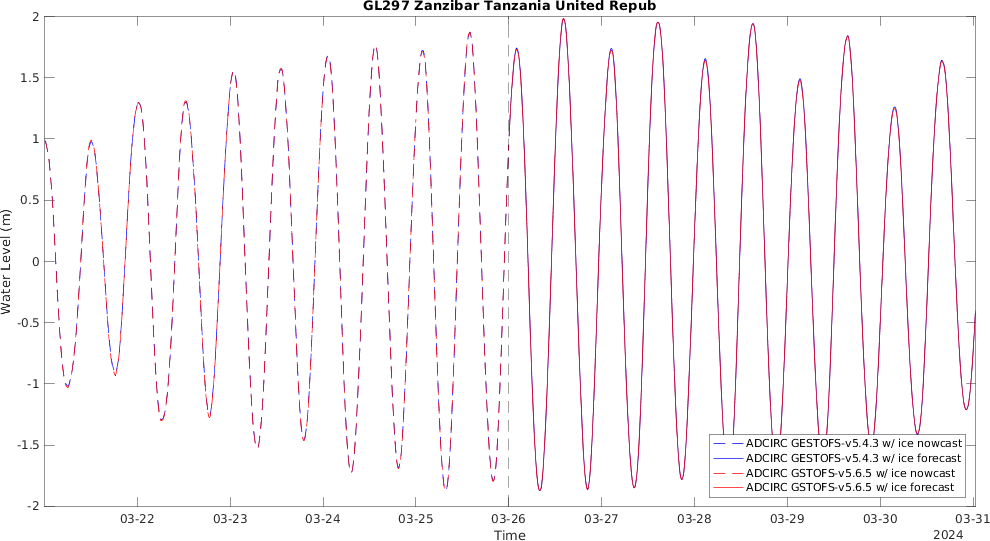 GL297 Zanzibar Tanzania United Repub
2
1.5
1
0.5
0
-0.5
-1
-1.5
-2
Water Level (m)
03-22 03-23 03-24 03-25 03-26 03-27 03-28 03-29 03-30 03-31
Time
2024
ADCIRC GESTOFS-v5.4.3 w/ ice nowcast
ADCIRC GESTOFS-v5.4.3 w/ ice forecast
ADCIRC GSTOFS-v5.6.5 w/ ice nowcast
ADCIRC GSTOFS-v5.6.5 w/ ice forecast